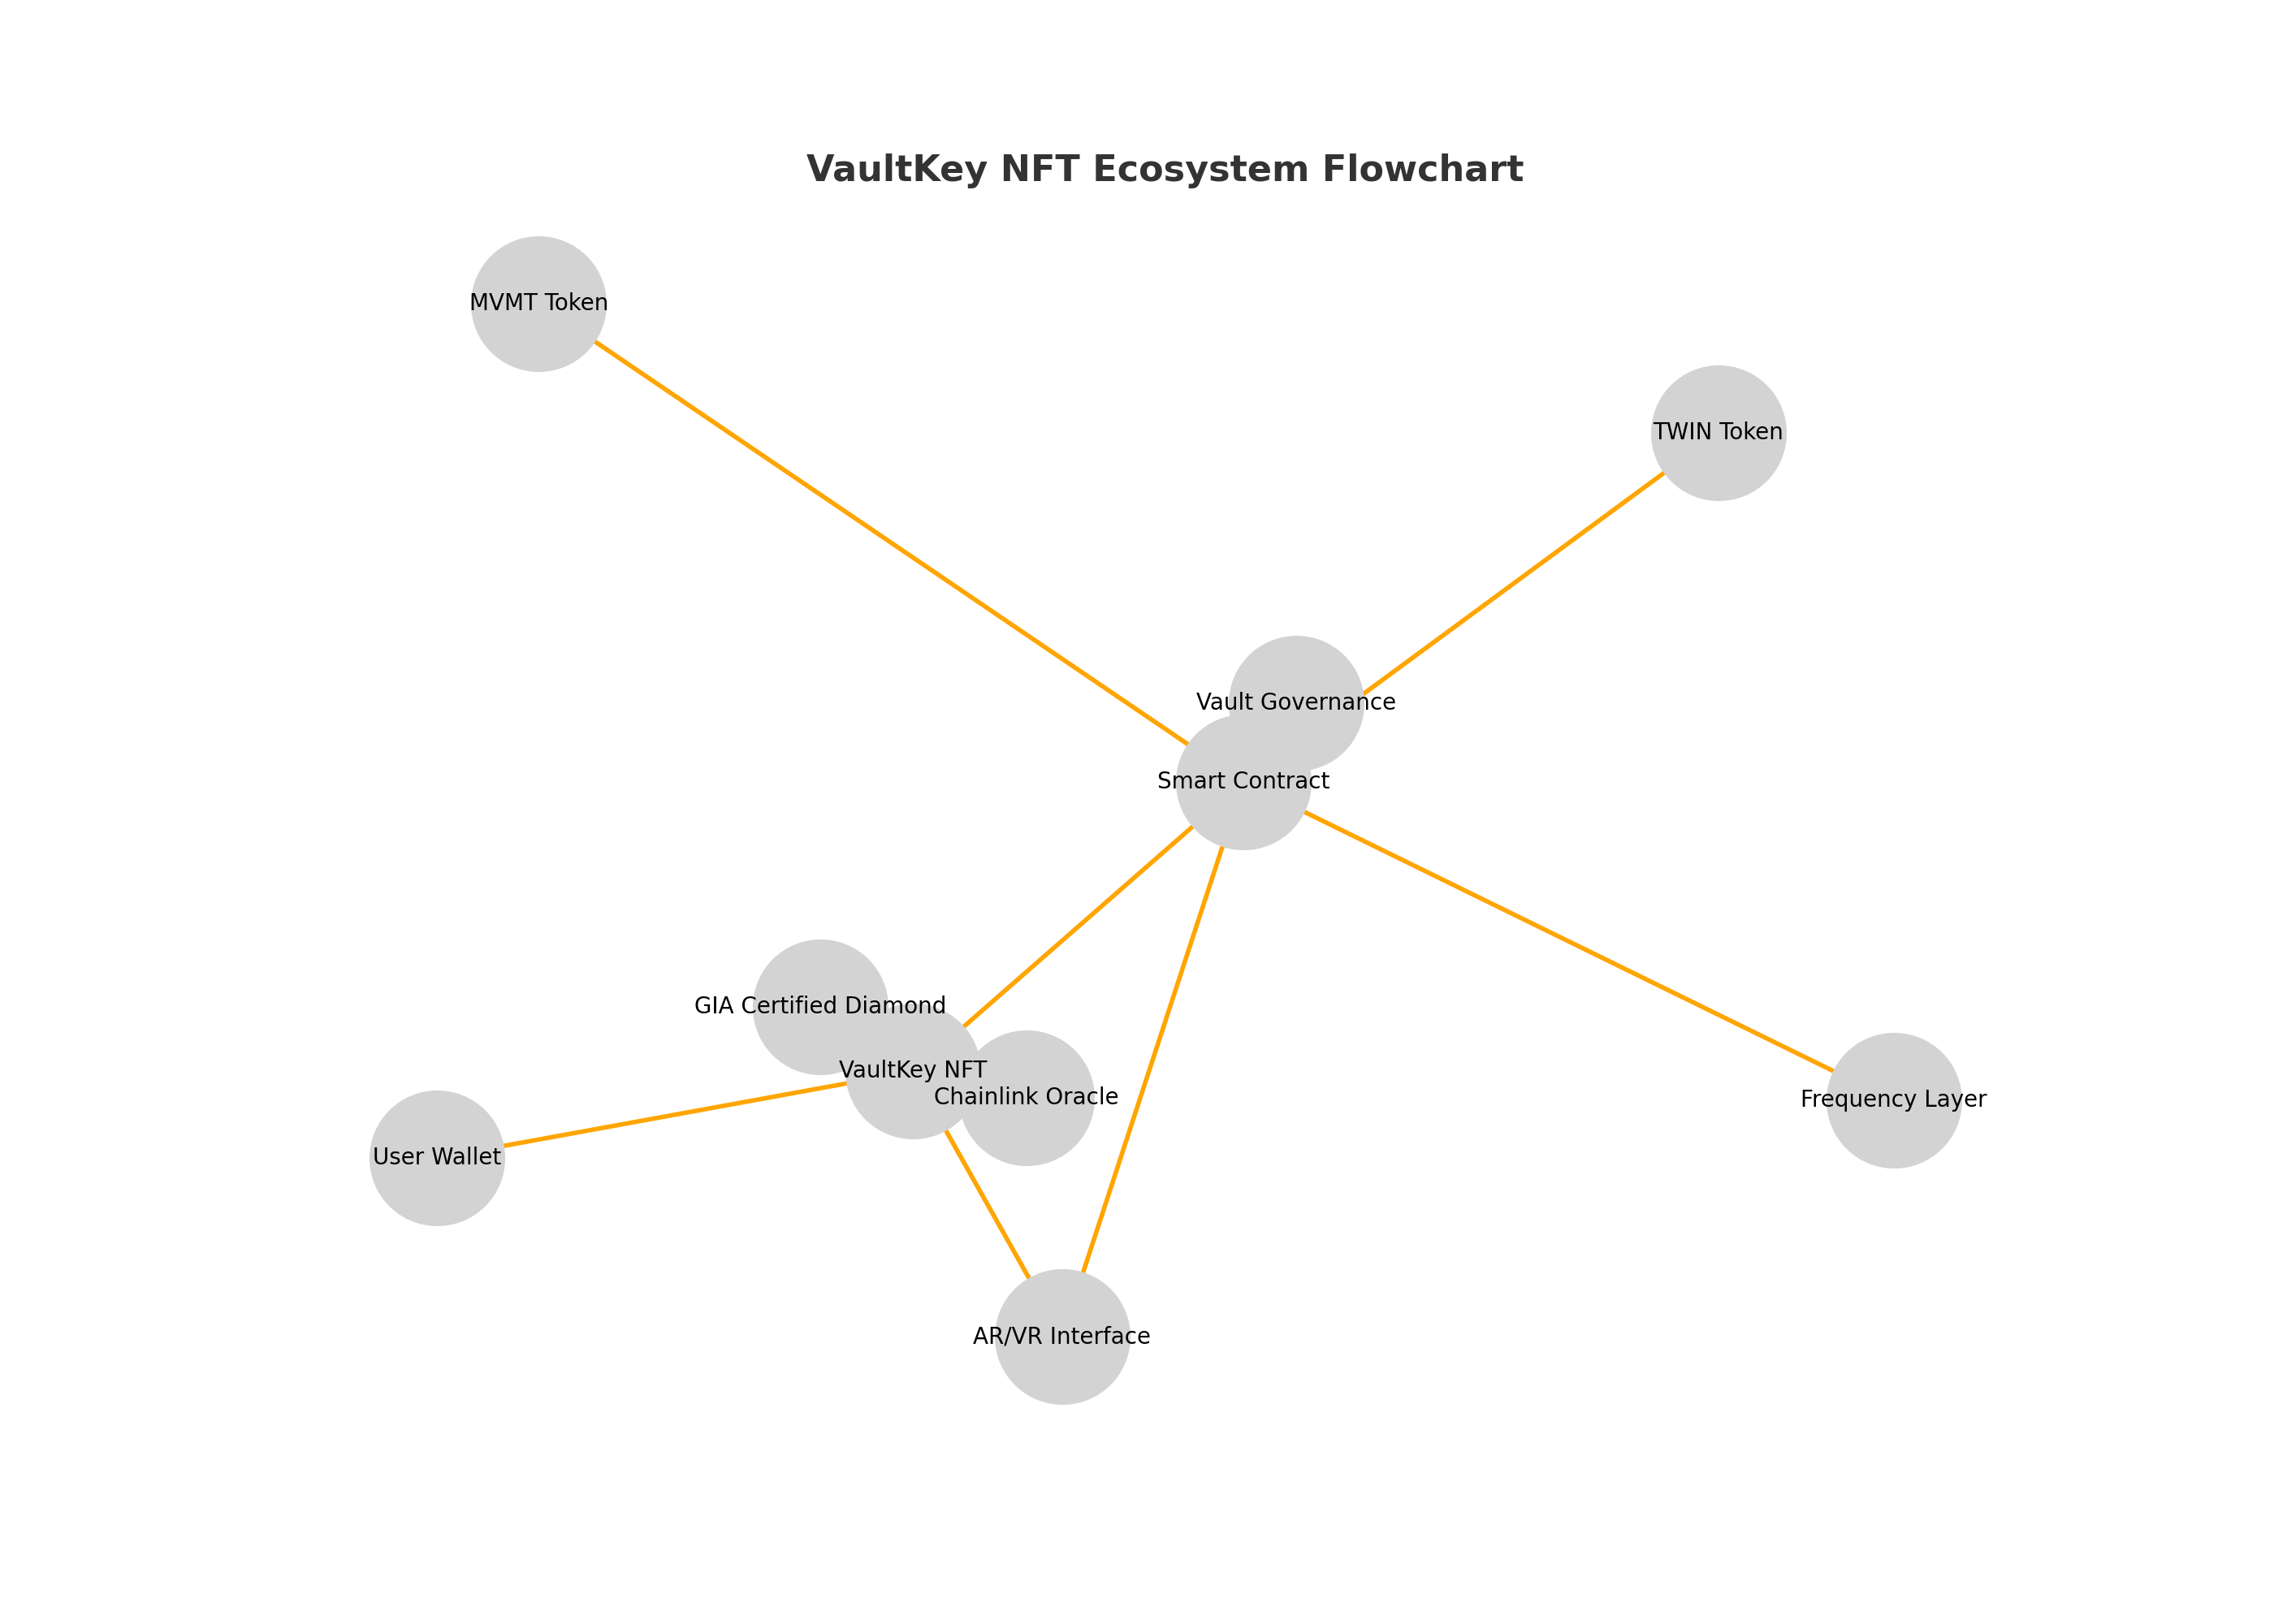 VaultKey NFT Ecosystem Flowchart
MVMT Token
TWIN Token
Vault Governance
Smart Contract
GIA Certified Diamond
VaultKey NFT
Chainlink Oracle
Frequency Layer
User Wallet
AR/VR Interface